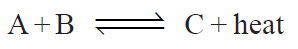 A + B ⇌ C + heat